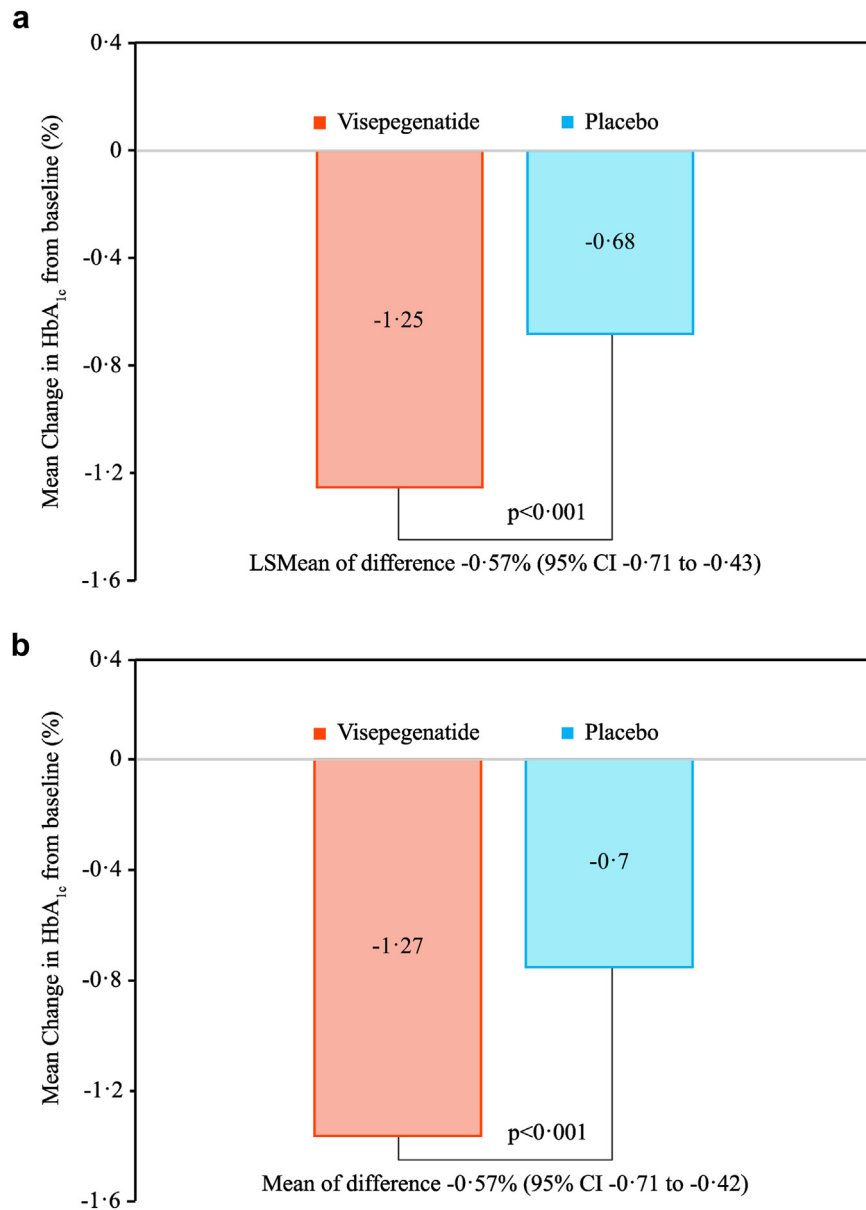 a
Mean Change in HbA1c from baseline (%)
0·4
0
-0·4
-0·8
-1·2
-1·6
Visepegenatide
Placebo
-1·25
-0·68
p<0·001
LSMean of difference -0·57% (95% CI -0·71 to -0·43)
b
Mean Change in HbA1c from baseline (%)
0·4
0
-0·4
-0·8
-1·2
-1·6
Visepegenatide
Placebo
-1·27
-0·7
p<0·001
Mean of difference -0·57% (95% CI -0·71 to -0·42)